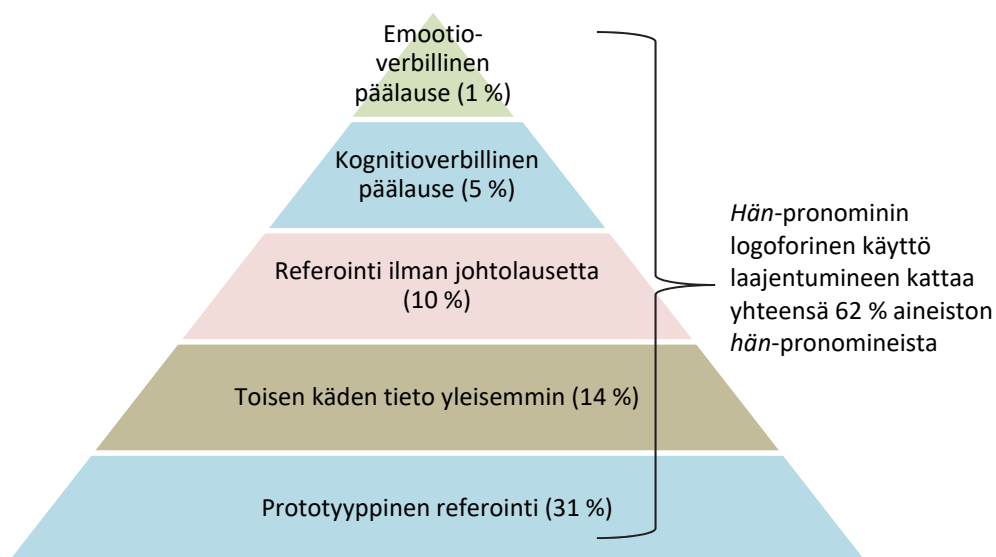 Emootio-
verbillinen
päälause (1 %)
Kognitioverbillinen
päälause (5 %)
Referointi ilman johtolausetta
(10 %)
Toisen käden tieto yleisemmin (14 %)
Prototyyppinen referointi (31 %)
Hän-pronominin
logoforinen käyttö
laajentumineen kattaa
yhteensä 62 % aineiston
hän-pronomineista